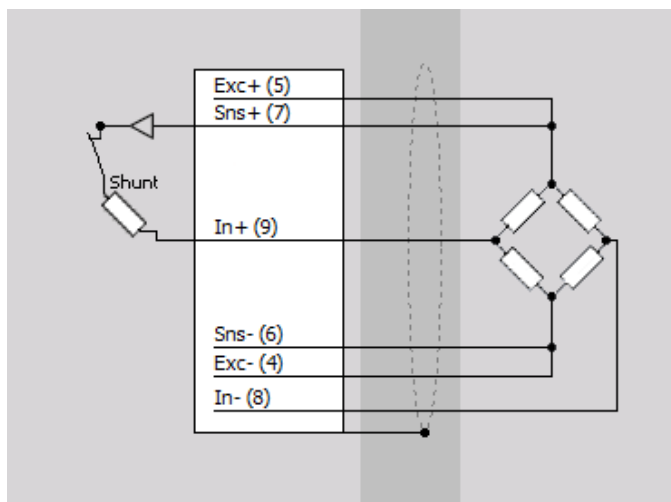 Exc+ (5)
Sns+ (7)
Shunt
In+ (9)
Sns- (6)
Exc- (4)
In- (8)